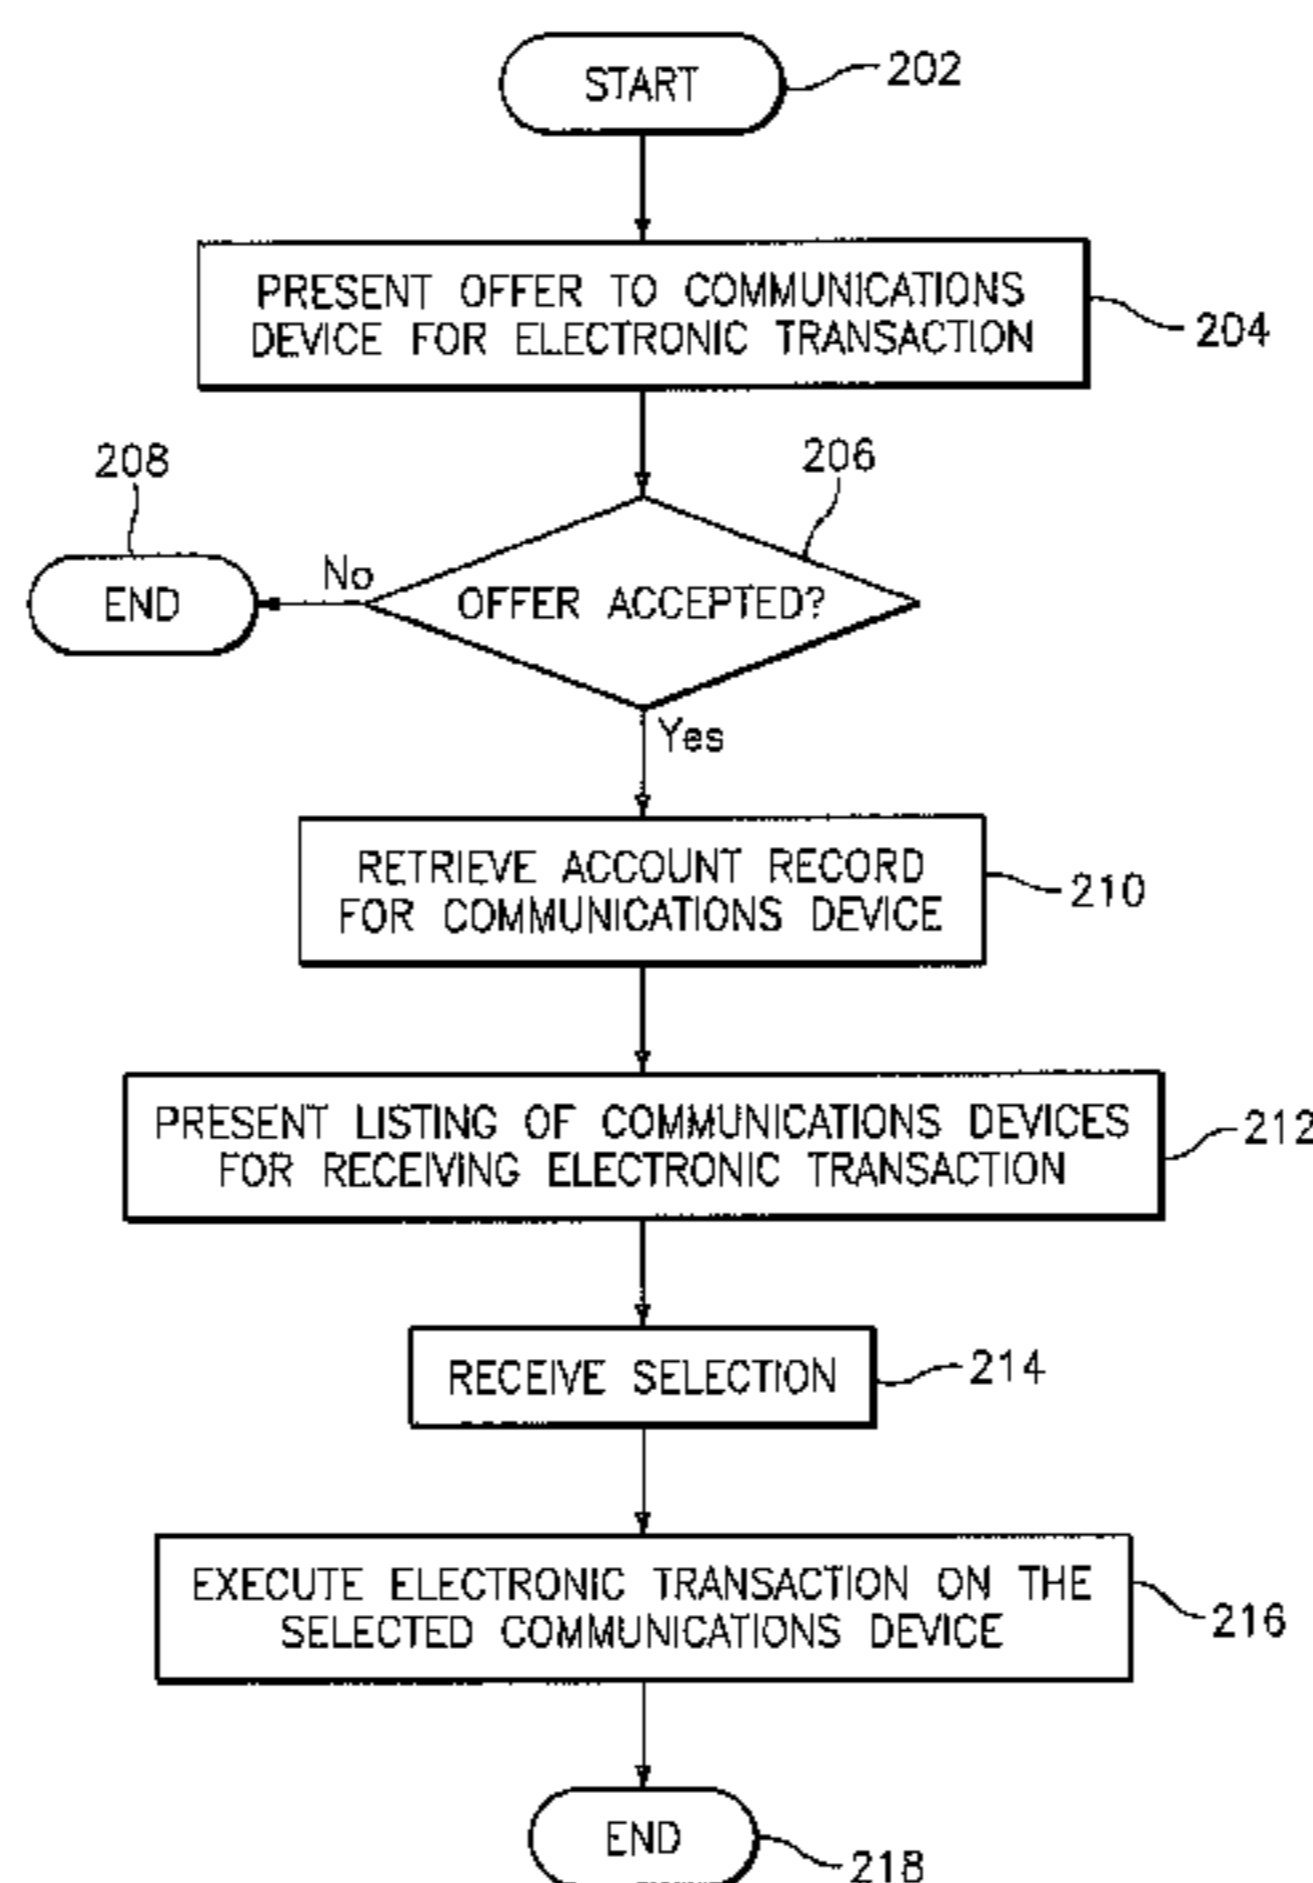 START
202
PRESENT OFFER TO COMMUNICATIONS
DEVICE FOR ELECTRONIC TRANSACTION
204
206
208
No
END
OFFER ACCEPTED?
Yes
RETRIEVE ACCOUNT RECORD
FOR COMMUNICATIONS DEVICE
210
PRESENT LISTING OF COMMUNICATIONS DEVICES
FOR RECEIVING ELECTRONIC TRANSACTION
212
RECEIVE SELECTION
214
EXECUTE ELECTRONIC TRANSACTION ON THE
SELECTED COMMUNICATIONS DEVICE
216
END
218